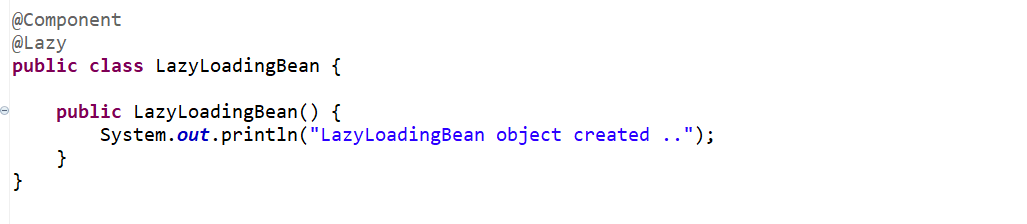 @Component
@Lazy
public class LazyLoadingBean {
public LazyLoadingBean() {
System.out.println("LazyLoadingBean object created ..");
}
}